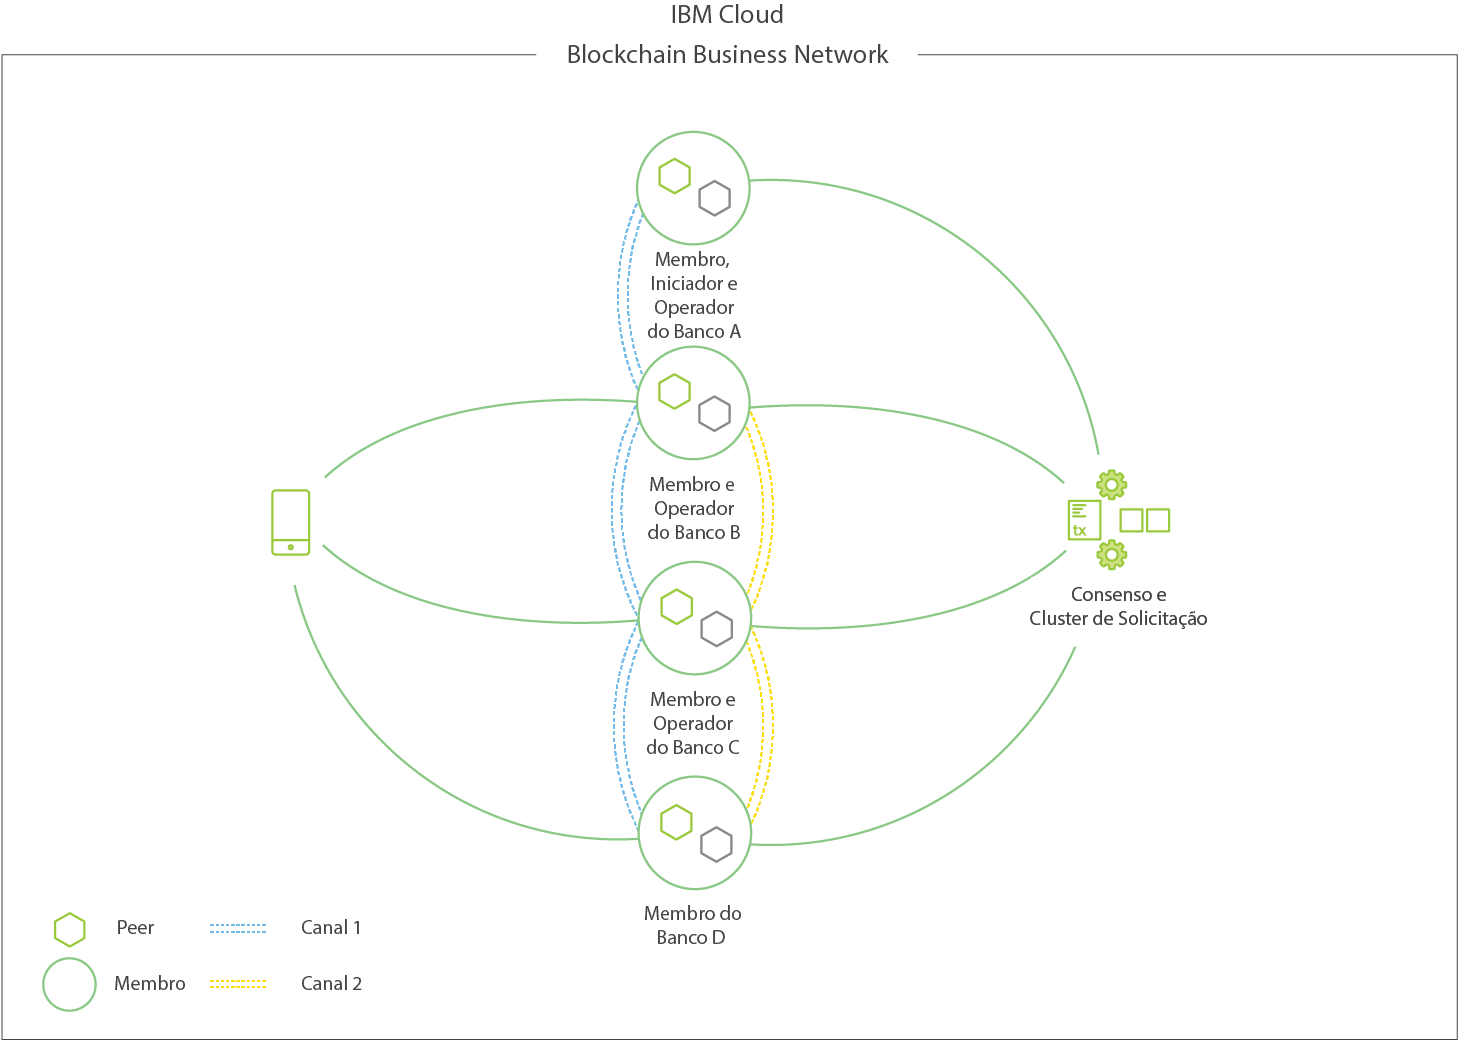 IBM Cloud
Blockchain Business Network
Membro,
Iniciador e
Operador
do Banco A
Membro e
Operador
do Banco B
tx
Consenso e
Cluster de Solicitação
Membro e
Operador
do Banco C
Membro do
Banco D
Peer
Canal 1
Membro
Canal 2